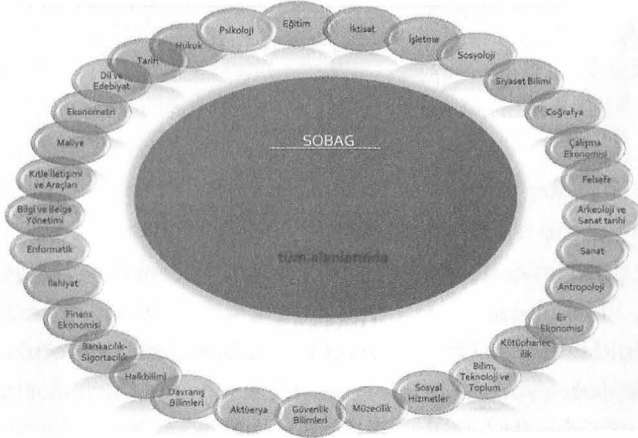 Psikoloji
Eğitim
İktisat
İşletme
Sosyoloji
Siyaset Bilimi
Coğrafya
Çalışma
Ekonomisi
Felsefe
Arkeoloji ve
Sanat tarihi
Sanat
Antropoloji
Ev
Ekonomisi
Kütüphanec
ilik
Bilim,
Teknoloji ve
Toplum
Sosyal
Hizmetler
Müzecilik
Güvenlik
Bilimleri
Aktüerya
Davranış
Bilimleri
Halkbilimi
Bankacılık-
Sigortacılık
Finans
Ekonomisi
İlahiyat
Enformatik
Bilgi ve Belge
Yönetimi
Kitle İletişimi
ve Araçları
Maliye
Ekonometri
Dil ve
Edebiyat
Tarih
Hukuk
SOBAG
tüm alanlarında